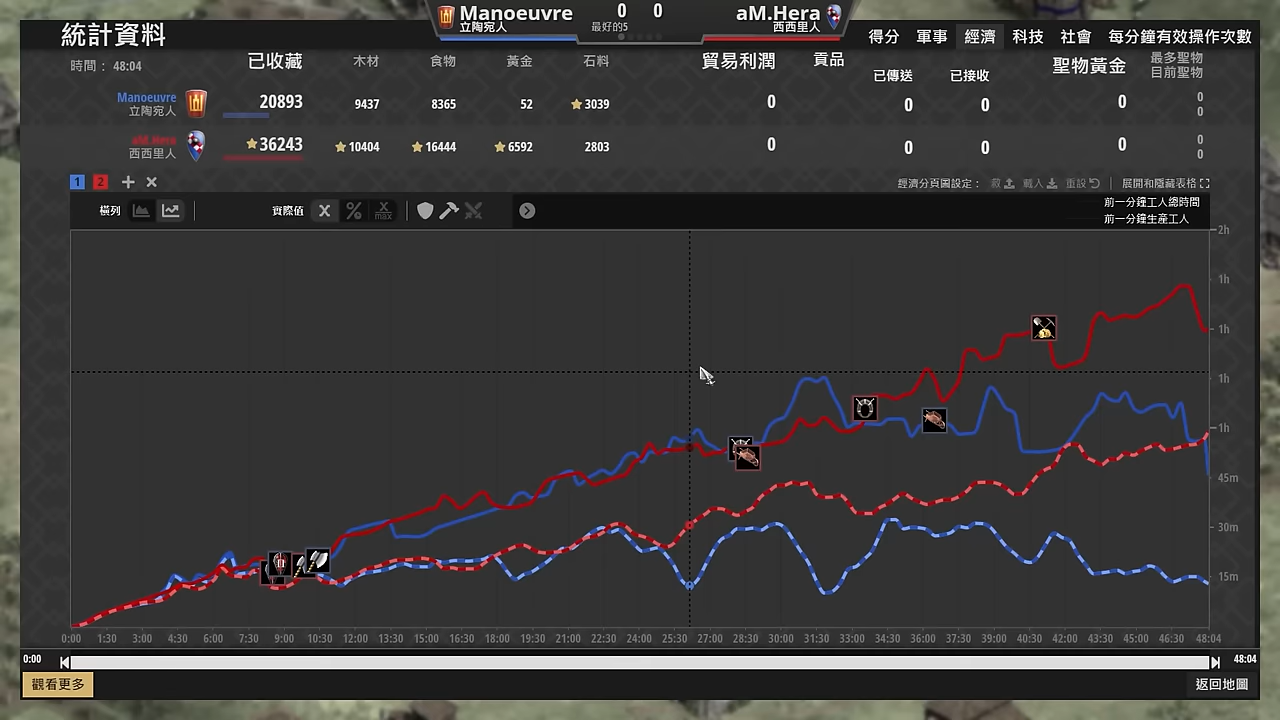 Manoeuvre 0 0 aM.Hera
立陶宛人 最好的5 西西里人
統計資料
得分 軍事 經濟 科技 社會 每分鐘有效操作次數
時間： 48:04
已收藏 木材 食物 黃金 石料 貿易利潤 貢品 聖物黃金 最多聖物
已傳送 已接收 目前聖物
Manoeuvre
立陶宛人
20893 9437 8365 52 3039 0 0 0 0 0
0
aM.Hera
西西里人
36243 10404 16444 6592 2803 0 0 0 0 0
0
1 2
經濟分頁圖設定： 載入 重設 展開和隱藏表格
橫列 實際值 X % X max
前一分鐘工人總時間
前一分鐘生產工人
2h
1h
1h
1h
1h
45m
30m
15m
0:00 1:30 3:00 4:30 6:00 7:30 9:00 10:30 12:00 13:30 15:00 16:30 18:00 19:30 21:00 22:30 24:00 25:30 27:00 28:30 30:00 31:30 33:00 34:30 36:00 37:30 39:00 40:30 42:00 43:30 45:00 46:30 48:04
0:00 48:04
觀看更多 返回地圖